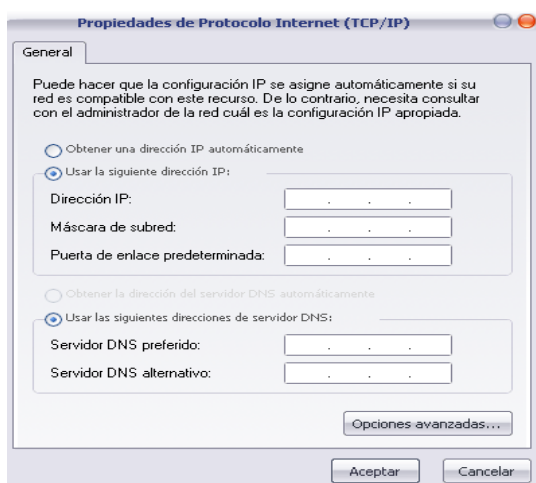 Propiedades de Protocolo Internet (TCP/IP)
General
Puede hacer que la configuración IP se asigne automáticamente si su
red es compatible con este recurso. De lo contrario, necesita consultar
con el administrador de la red cuál es la configuración IP apropiada.
Obtener una dirección IP automáticamente
Usar la siguiente dirección IP:
Dirección IP:
Máscara de subred:
Puerta de enlace predeterminada:
Obtener la dirección del servidor DNS automáticamente
Usar las siguientes direcciones de servidor DNS:
Servidor DNS preferido:
Servidor DNS alternativo:
Opciones avanzadas...
Aceptar Cancelar